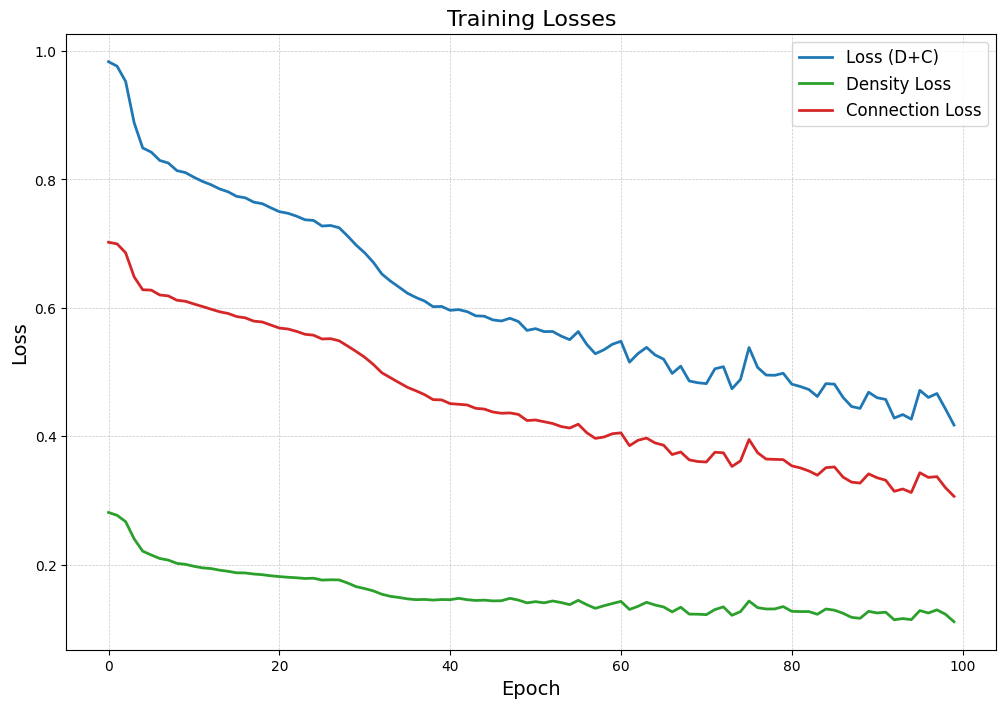 Training Losses
Loss (D+C)
Density Loss
Connection Loss
1.0
0.8
0.6
0.4
0.2
Loss
0 20 40 60 80 100
Epoch